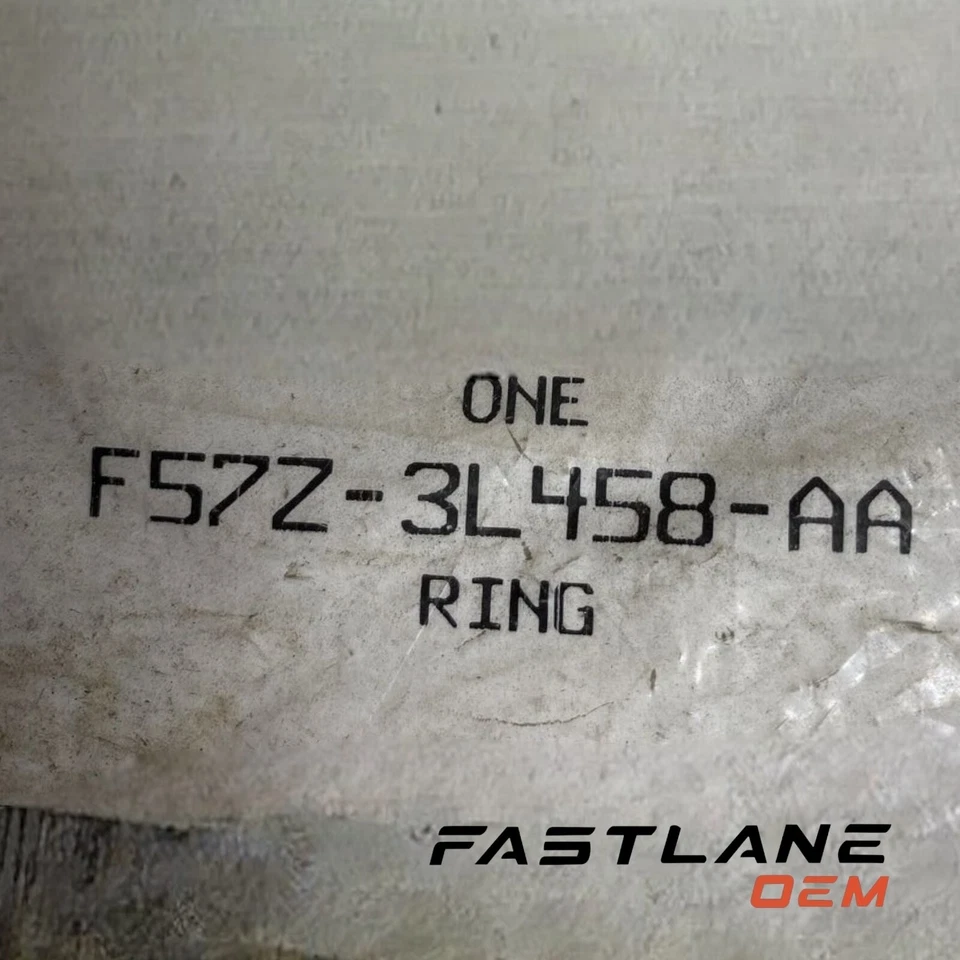 ONE
F57Z-3L458-AA
RING
FASTLANE
OEM